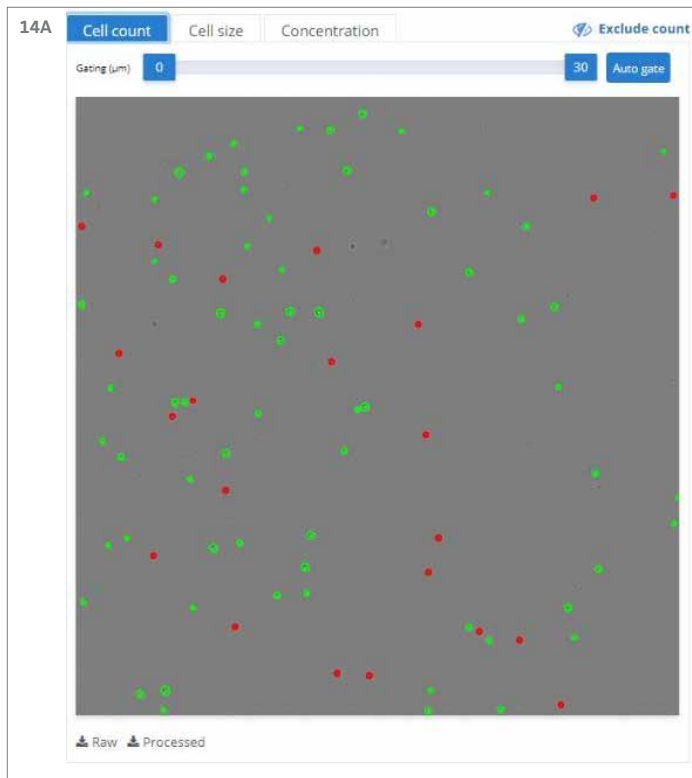 14A
Cell count Cell size Concentration Exclude count
Gating (μm) 0 30 Auto gate
Raw Processed